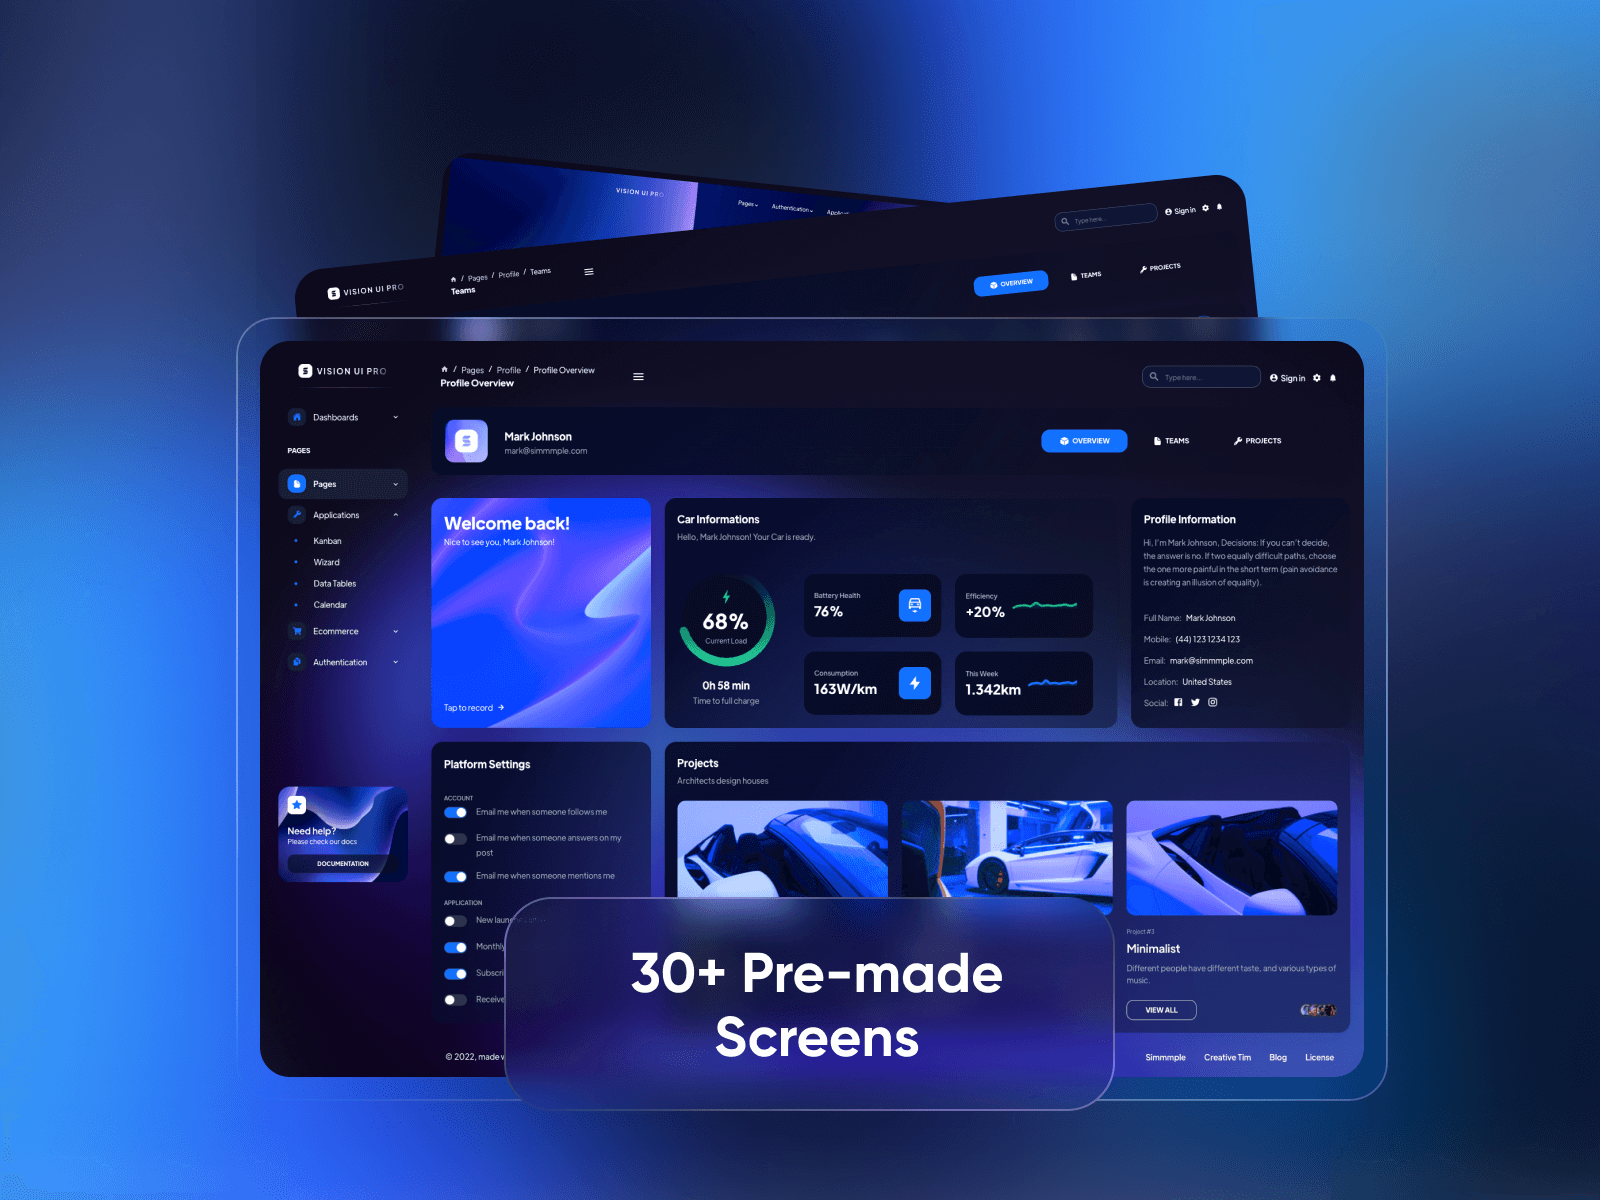 VISION UI PRO
Pages
Authentication
Type here...
Sign in
/ Pages / Profile / Teams
Teams
VISION UI PRO
OVERVIEW
TEAMS
PROJECTS
VISION UI PRO
/ Pages / Profile / Profile Overview
Profile Overview
Type here...
Sign in
Dashboards
PAGES
Pages
Applications
Kanban
Wizard
Data Tables
Calendar
Ecommerce
Authentication
Need help?
Please check our docs
DOCUMENTATION
Mark Johnson
mark@simmmple.com
OVERVIEW
TEAMS
PROJECTS
Welcome back!
Nice to see you, Mark Johnson!
Tap to record
Car Informations
Hello, Mark Johnson! Your Car is ready.
68%
Current Load
0h 58 min
Time to full charge
Battery Health
76%
Efficiency
+20%
Consumption
163W/km
This Week
1.342km
Profile Information
Hi, I'm Mark Johnson, Decisions: If you can't decide,
the answer is no. If two equally difficult paths, choose
the one more painful in the short term (pain avoidance
is creating an illusion of equality).
Full Name: Mark Johnson
Mobile: (44) 123 1234 123
Email: mark@simmmple.com
Location: United States
Social:
Platform Settings
ACCOUNT
Email me when someone follows me
Email me when someone answers on my
post
Email me when someone mentions me
APPLICATION
New
Monthly
Receive
Projects
Architects design houses
Project #3
Minimalist
Different people have different taste, and various types of
music.
VIEW ALL
30+ Pre-made
Screens
© 2022, made
Simmmple
Creative Tim
Blog
License